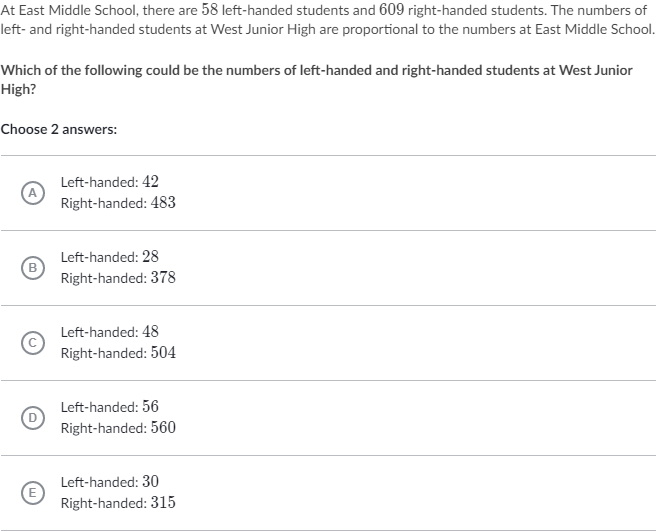 At East Middle School, there are 58 left-handed students and 609 right-handed students. The numbers of
left- and right-handed students at West Junior High are proportional to the numbers at East Middle School.
Which of the following could be the numbers of left-handed and right-handed students at West Junior
High?
Choose 2 answers:
A
Left-handed: 42
Right-handed: 483
B
Left-handed: 28
Right-handed: 378
C
Left-handed: 48
Right-handed: 504
D
Left-handed: 56
Right-handed: 560
E
Left-handed: 30
Right-handed: 315